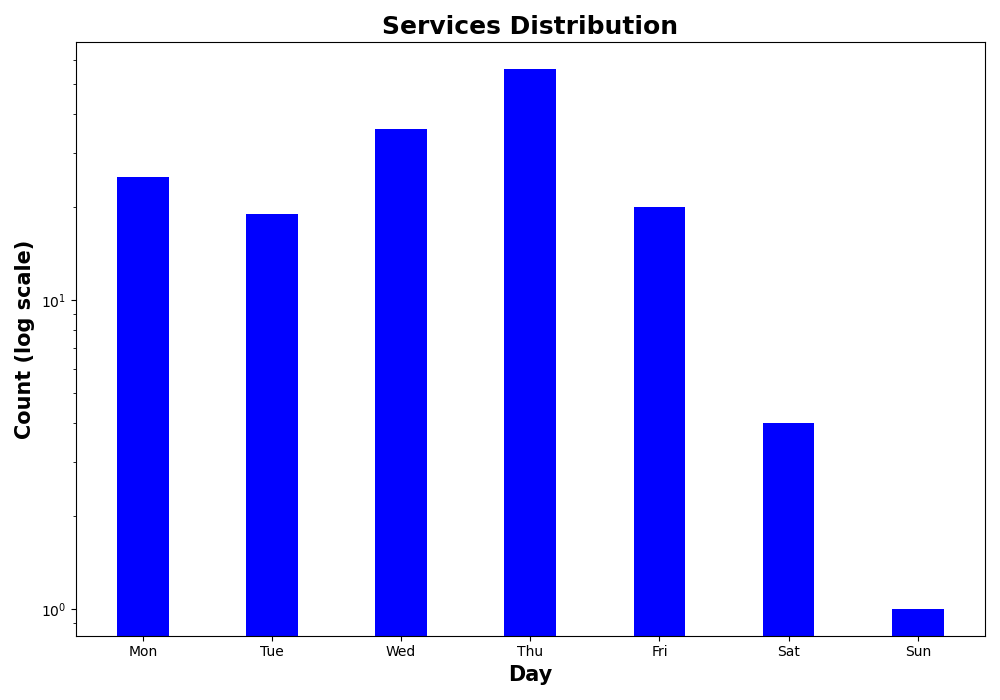 Services Distribution
Count (log scale)
10¹
10⁰
Mon Tue Wed Thu Fri Sat Sun
Day